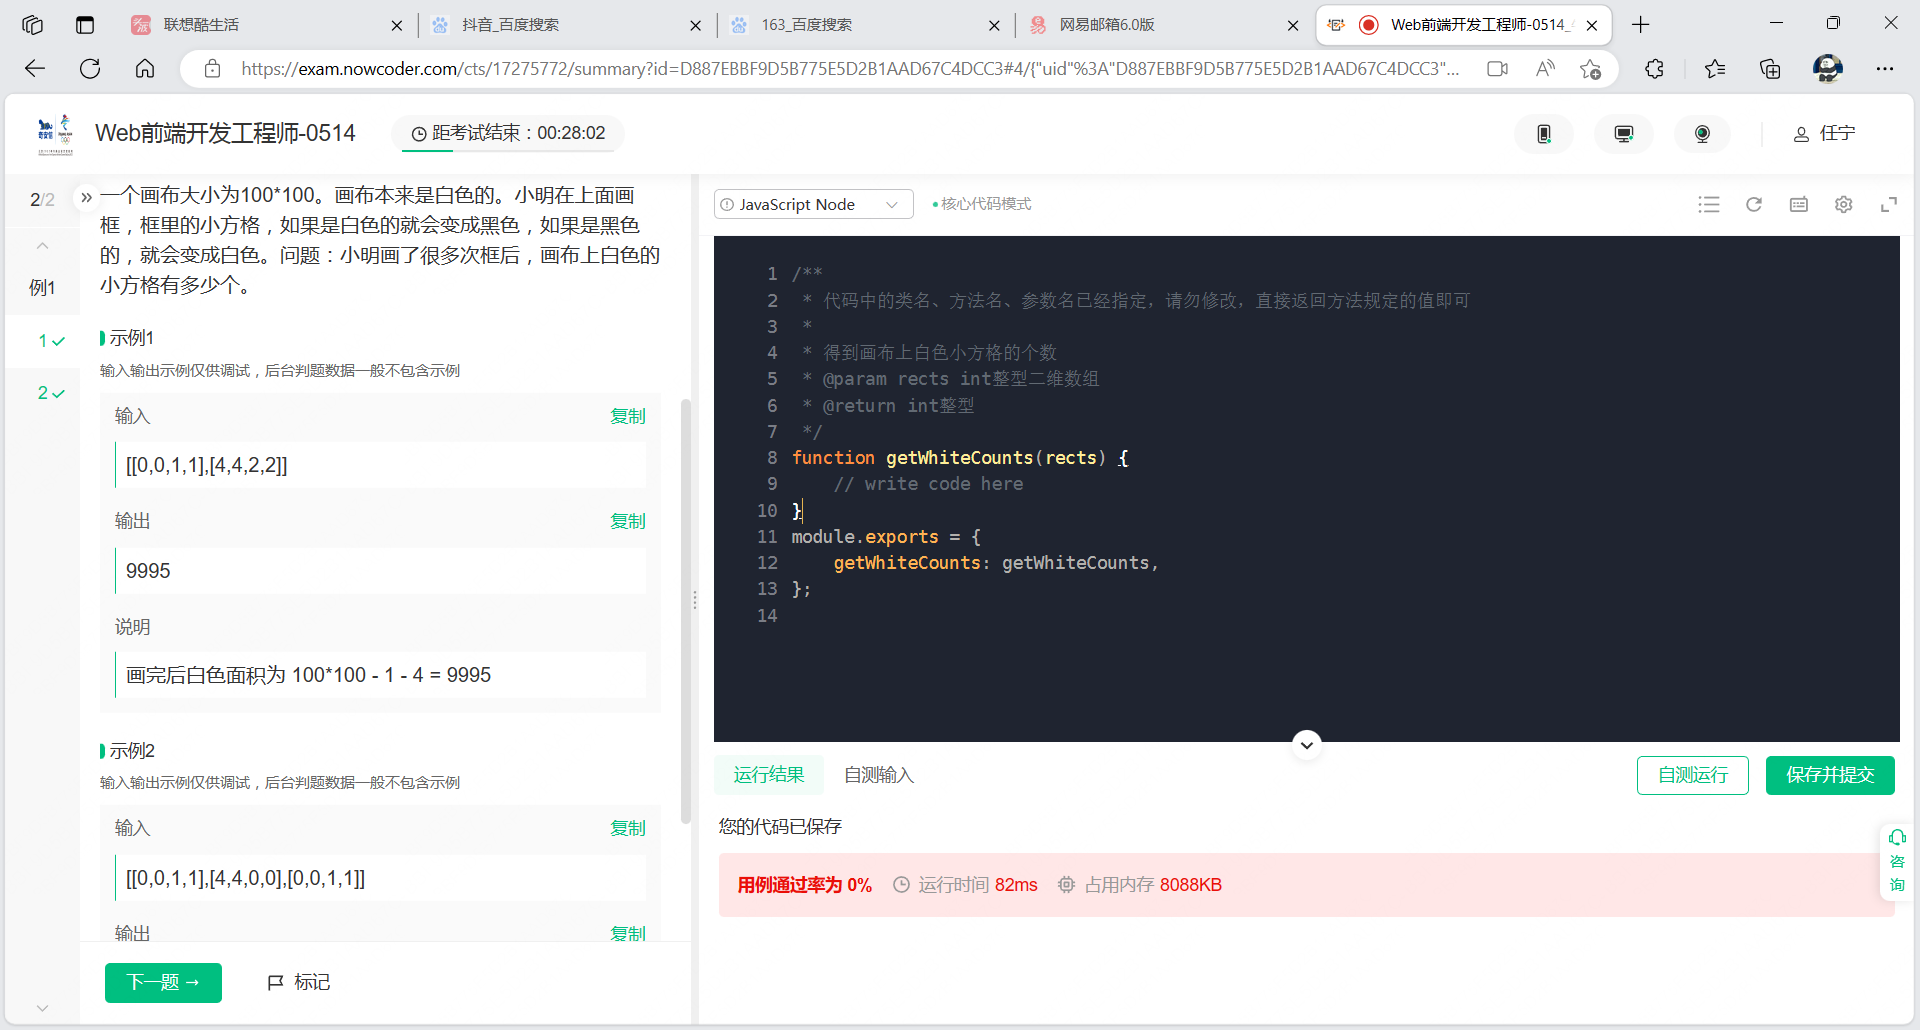 联想酷生活
抖音_百度搜索
163_百度搜索
网易邮箱6.0版
Web前端开发工程师-0514_
https://exam.nowcoder.com/cts/17275772/summary?id=D887EBBF9D5B775E5D2B1AAD67C4DCC3#4/{"uid"%3A"D887EBBF9D5B775E5D2B1AAD67C4DCC3"...
Web前端开发工程师-0514
距考试结束：00:28:02
任宁
2/2
例1
1
2
一个画布大小为100*100。画布本来是白色的。小明在上面画
框，框里的小方格，如果是白色的就会变成黑色，如果是黑色
的，就会变成白色。问题：小明画了很多次框后，画布上白色的
小方格有多少个。
示例1
输入输出示例仅供调试，后台判题数据一般不包含示例
输入 复制
[[0,0,1,1],[4,4,2,2]]
输出 复制
9995
说明
画完后白色面积为 100*100 - 1 - 4 = 9995
示例2
输入输出示例仅供调试，后台判题数据一般不包含示例
输入 复制
[[0,0,1,1],[4,4,0,0],[0,0,1,1]]
输出 复制
下一题→
标记
JavaScript Node
核心代码模式
1 /**
2  * 代码中的类名、方法名、参数名已经指定，请勿修改，直接返回方法规定的值即可
3  *
4  * 得到画布上白色小方格的个数
5  * @param rects int整型二维数组
6  * @return int整型
7  */
8 function getWhiteCounts(rects) {
9     // write code here
10 }
11 module.exports = {
12     getWhiteCounts: getWhiteCounts,
13 };
14
运行结果
自测输入
自测运行
保存并提交
您的代码已保存
用例通过率为 0% 运行时间 82ms 占用内存 8088KB
咨
询